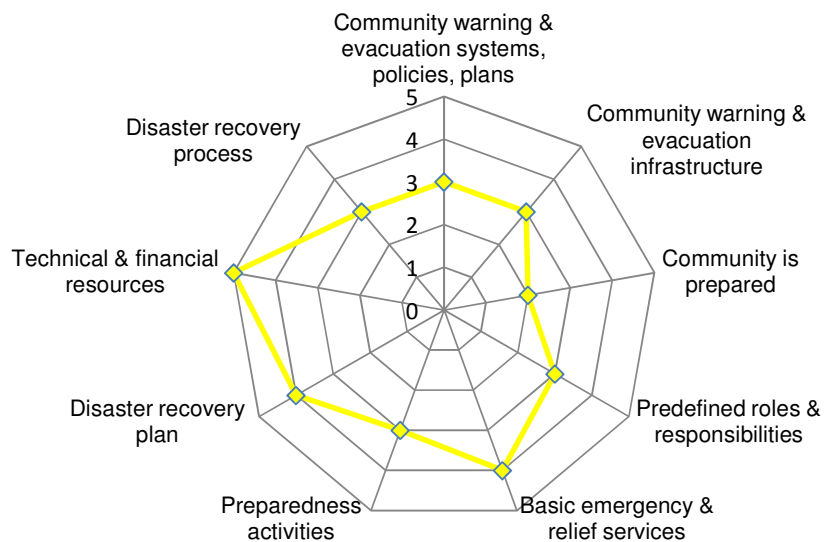 Community warning &
evacuation systems,
policies, plans
Community warning &
evacuation
infrastructure
Community is
prepared
Predefined roles &
responsibilities
Basic emergency &
relief services
Preparedness
activities
Disaster recovery
plan
Technical & financial
resources
Disaster recovery
process
5
4
3
2
1
0